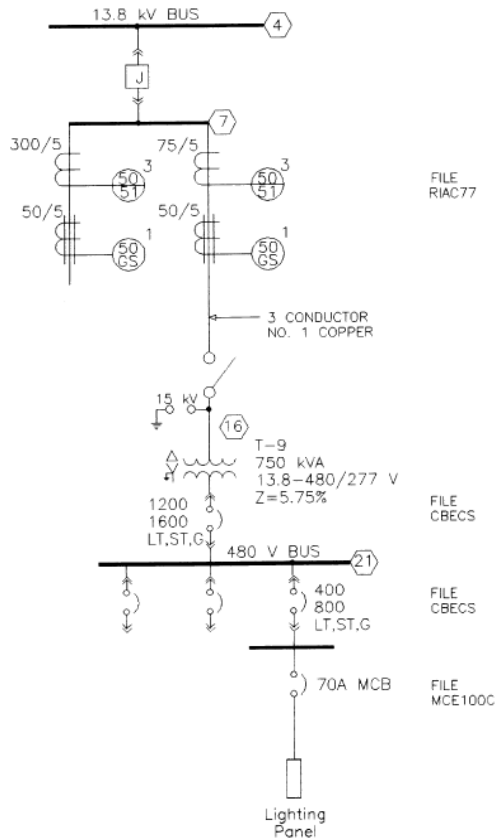 13.8 kV BUS
4
J
7
300/5
75/5
3
3
50
51
50
51
FILE
RIAC77
50/5
50/5
1
1
50
GS
50
GS
3 CONDUCTOR
NO. 1 COPPER
15 kV
16
T-9
750 kVA
13.8-480/277 V
Z=5.75%
1200
1600
LT,ST,G
FILE
CBECS
480 V BUS
21
400
800
LT,ST,G
FILE
CBECS
70A MCB
FILE
MCE100C
Lighting
Panel